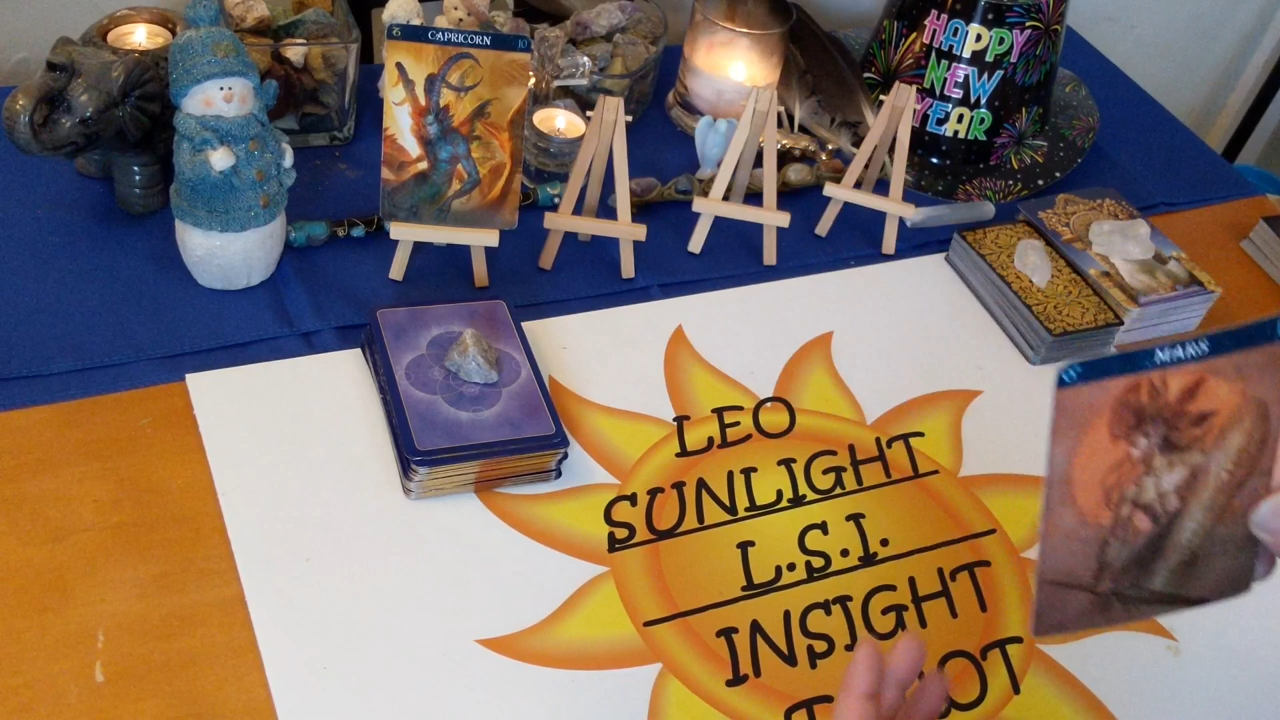 CAPRICORN 10
HAPPY
NEW
YEAR
MARS
LEO
SUNLIGHT
L.S.I.
INSIGHT